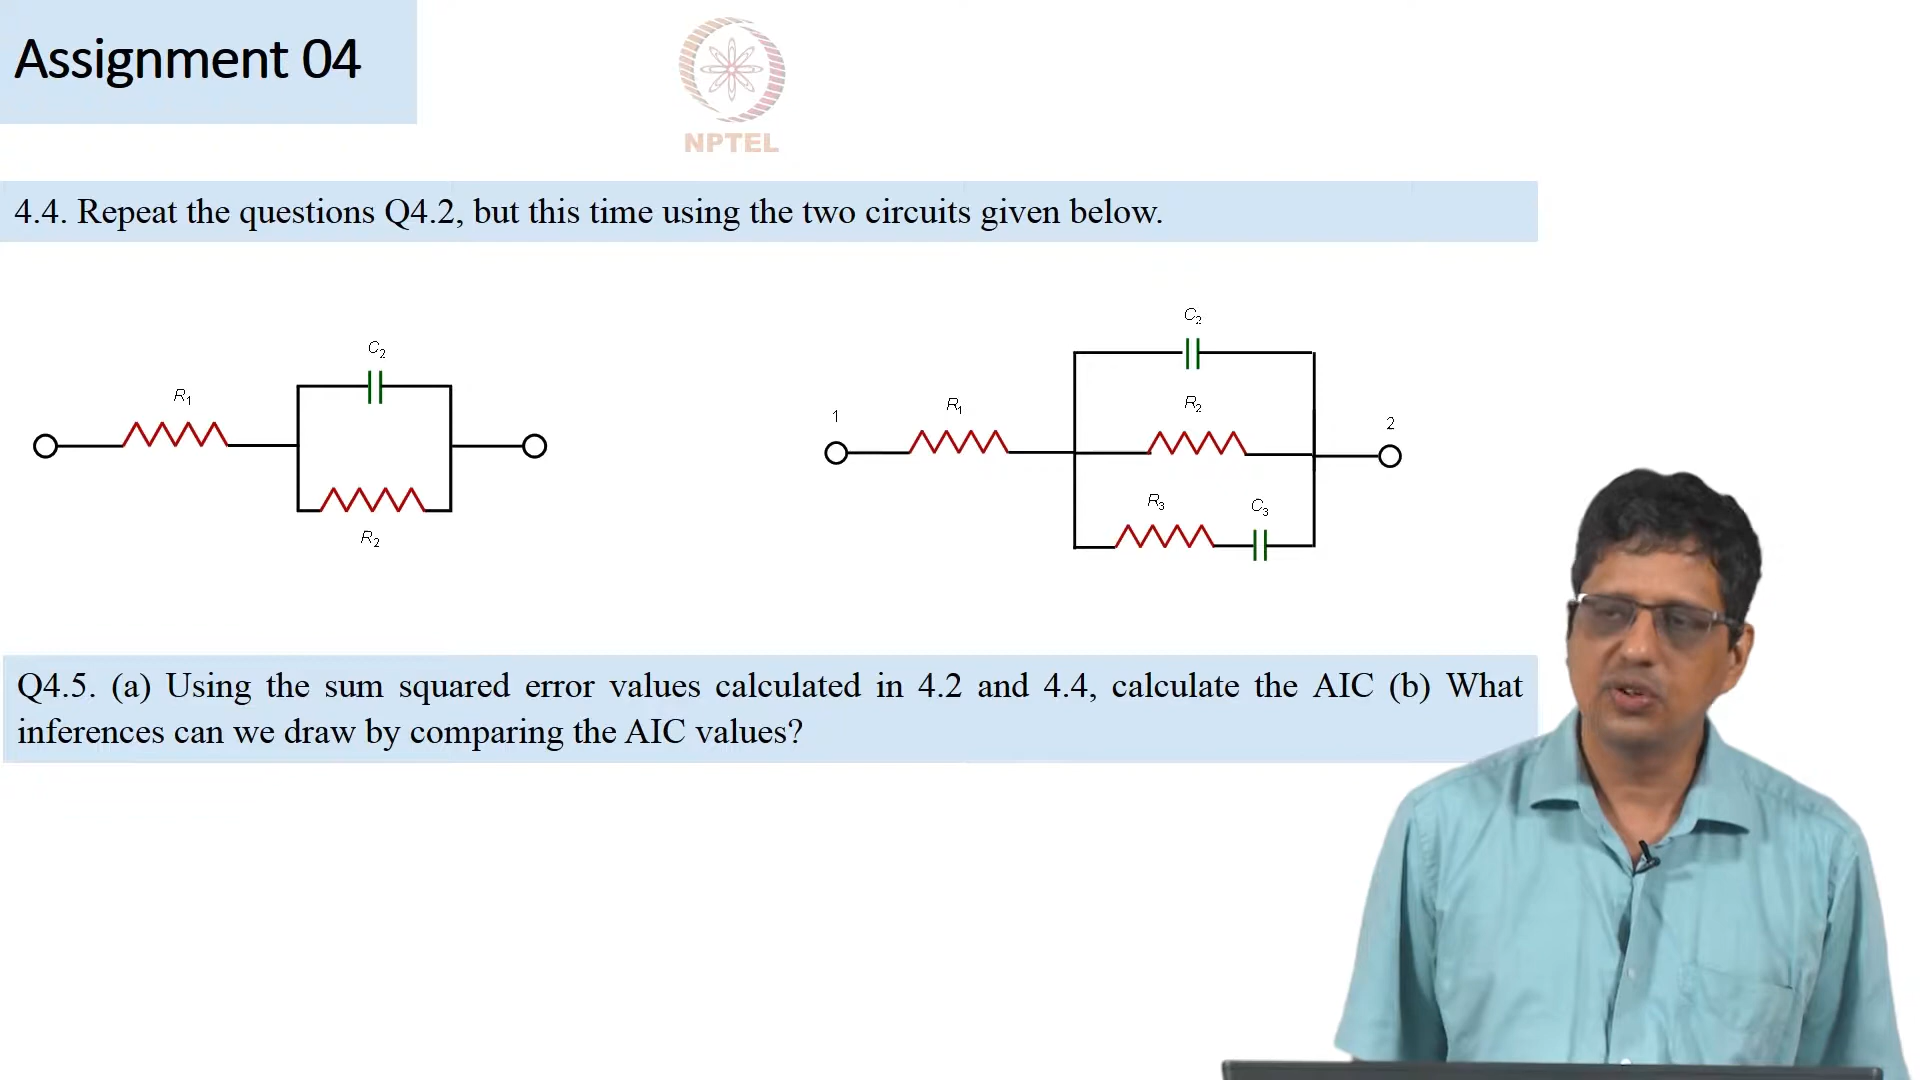 Assignment 04
NPTEL
4.4. Repeat the questions Q4.2, but this time using the two circuits given below.
C2
R1
R2
C2
R1
R2
1
2
R3
C3
Q4.5. (a) Using the sum squared error values calculated in 4.2 and 4.4, calculate the AIC (b) What
inferences can we draw by comparing the AIC values?